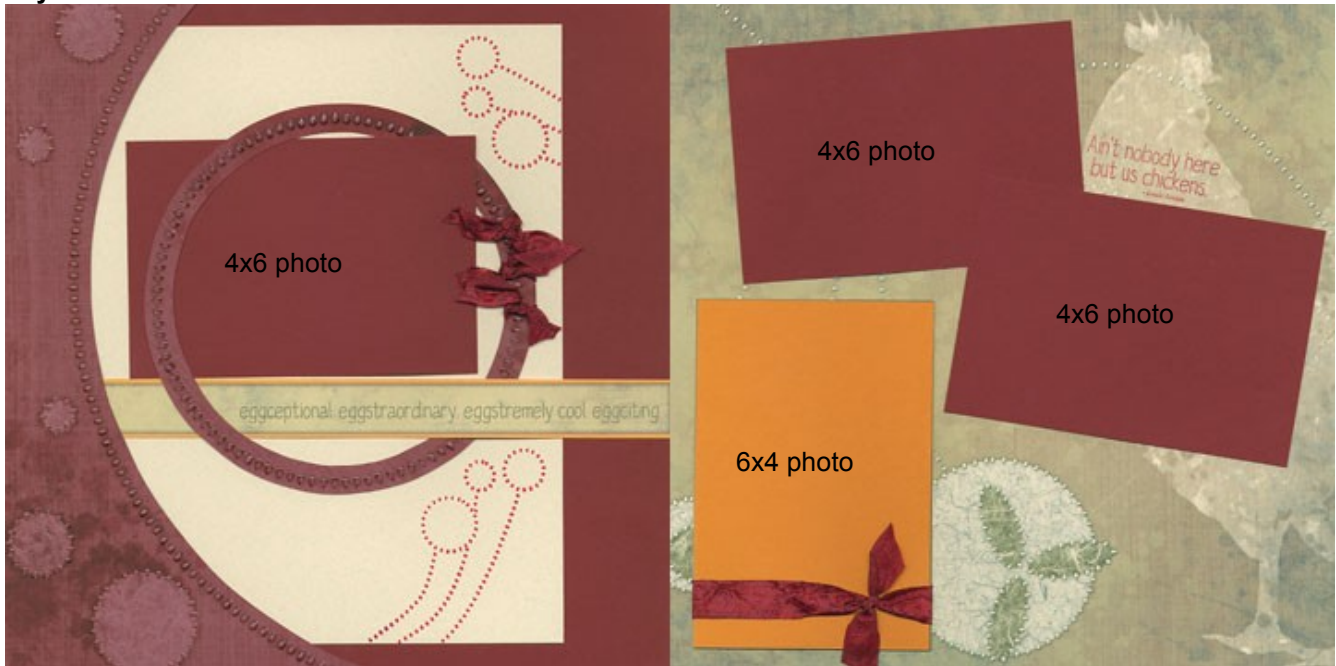 4x6 photo
eggceptional eggstraordinary eggstremely cool eggciting
4x6 photo
Ain't nobody here
but us chickens.
4x6 photo
6x4 photo